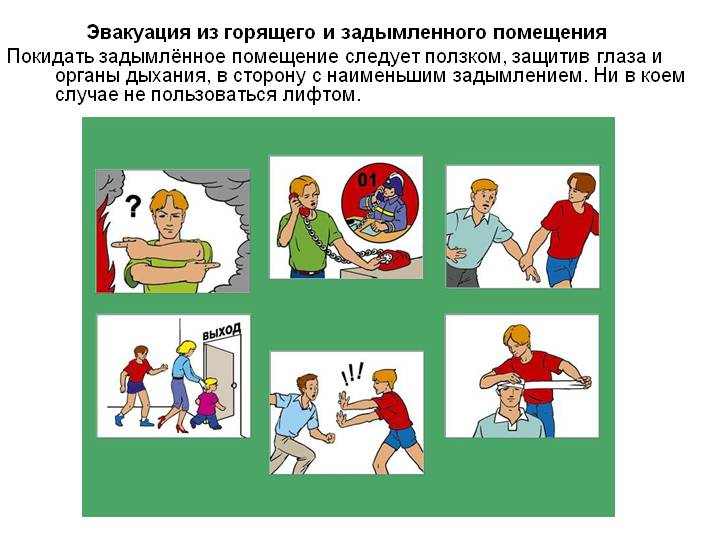 Эвакуация из горящего и задымленного помещения
Покидать задымлённое помещение следует ползком, защитив глаза и
органы дыхания, в сторону с наименьшим задымлением. Ни в коем
случае не пользоваться лифтом.
?
01
ВЫХОД
!!!